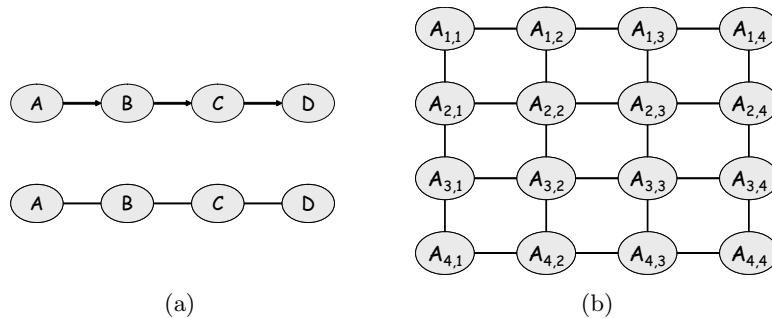 A B C D
A B C D
(a)
A1,1 A1,2 A1,3 A1,4
A2,1 A2,2 A2,3 A2,4
A3,1 A3,2 A3,3 A3,4
A4,1 A4,2 A4,3 A4,4
(b)